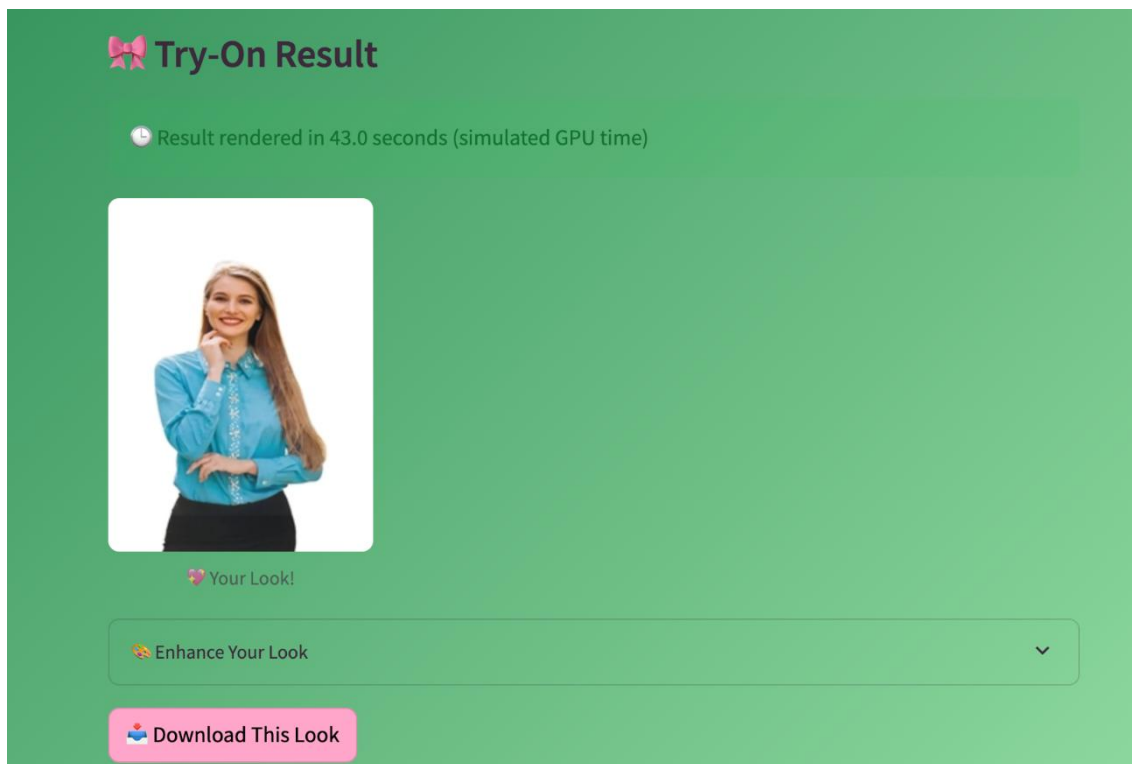 🎀 Try-On Result
🕒 Result rendered in 43.0 seconds (simulated GPU time)
💖 Your Look!
🎨 Enhance Your Look
📥 Download This Look